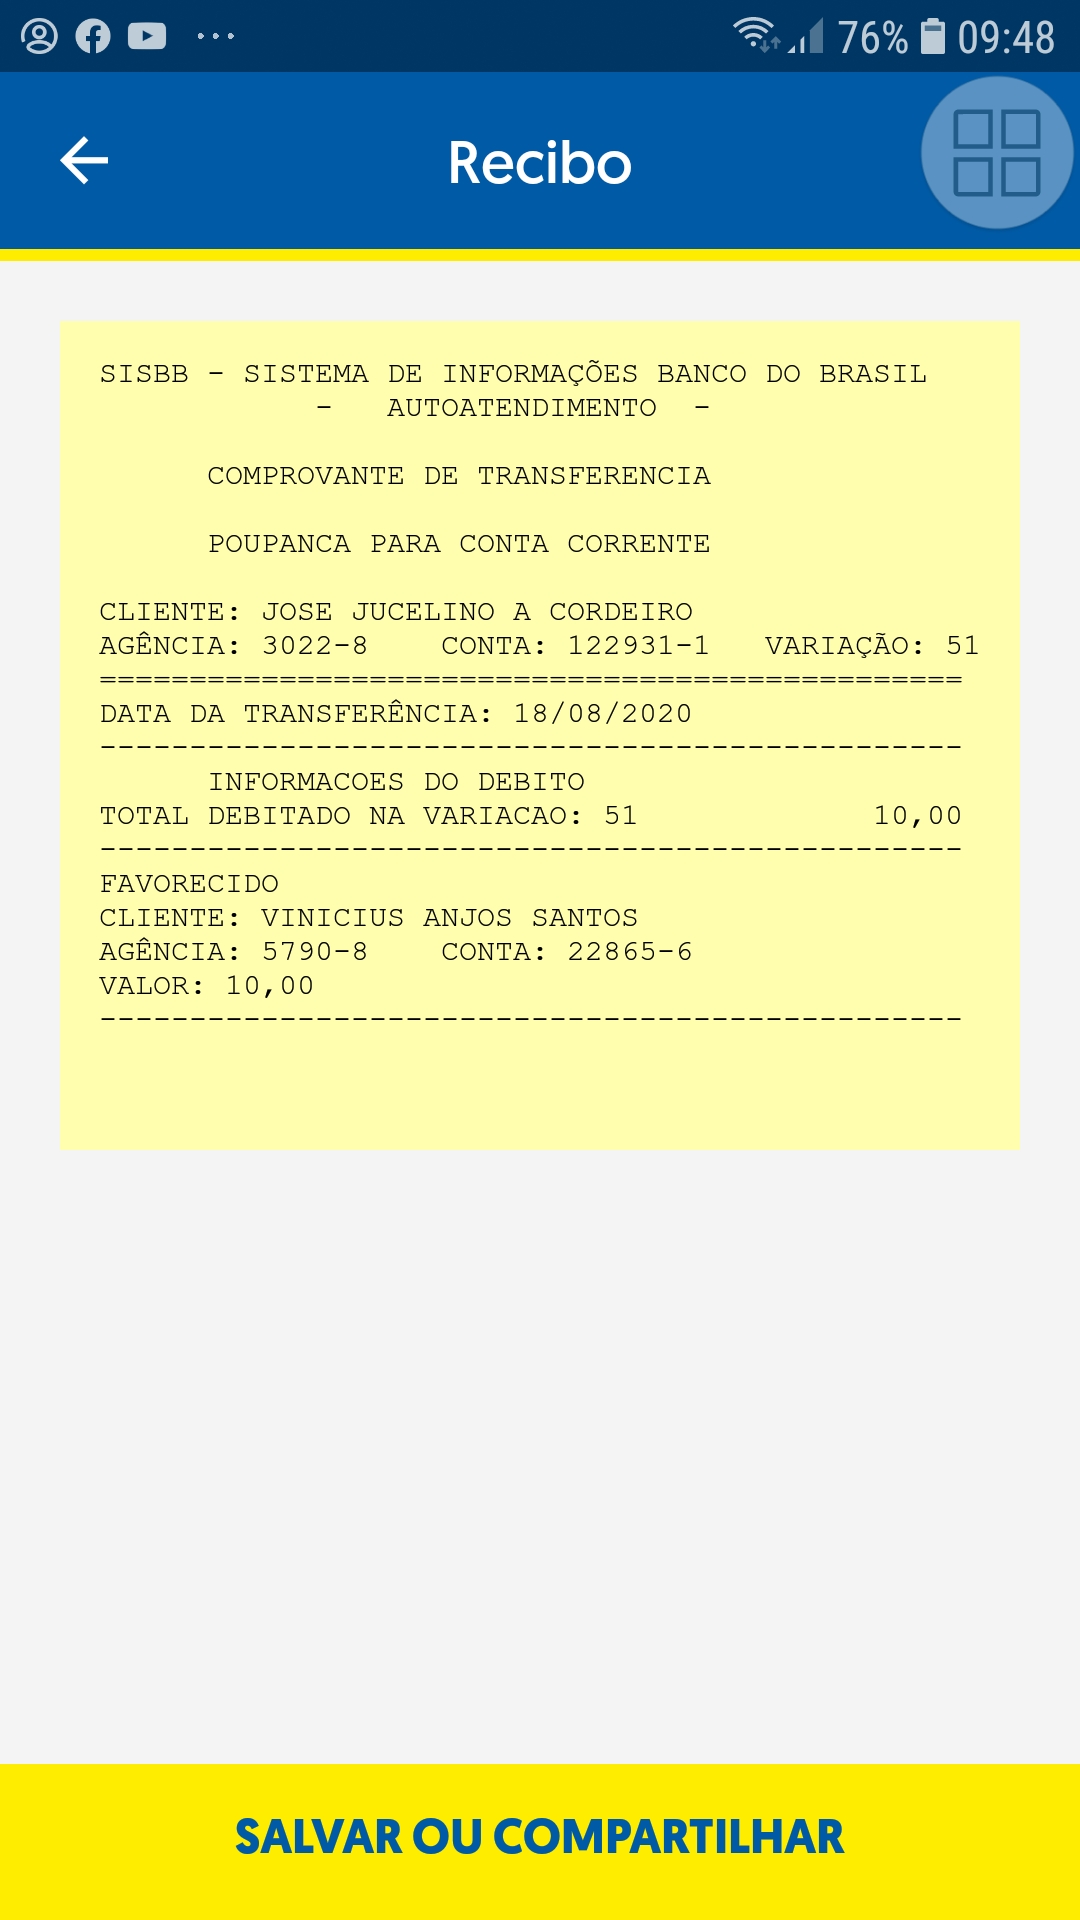 76% 09:48
Recibo
SISBB - SISTEMA DE INFORMAÇÕES BANCO DO BRASIL
- AUTOATENDIMENTO -
COMPROVANTE DE TRANSFERENCIA
POUPANCA PARA CONTA CORRENTE
CLIENTE: JOSE JUCELINO A CORDEIRO
AGÊNCIA: 3022-8 CONTA: 122931-1 VARIAÇÃO: 51
================================================
DATA DA TRANSFERÊNCIA: 18/08/2020
------------------------------------------------
INFORMACOES DO DEBITO
TOTAL DEBITADO NA VARIACAO: 51 10,00
------------------------------------------------
FAVORECIDO
CLIENTE: VINICIUS ANJOS SANTOS
AGÊNCIA: 5790-8 CONTA: 22865-6
VALOR: 10,00
------------------------------------------------
SALVAR OU COMPARTILHAR